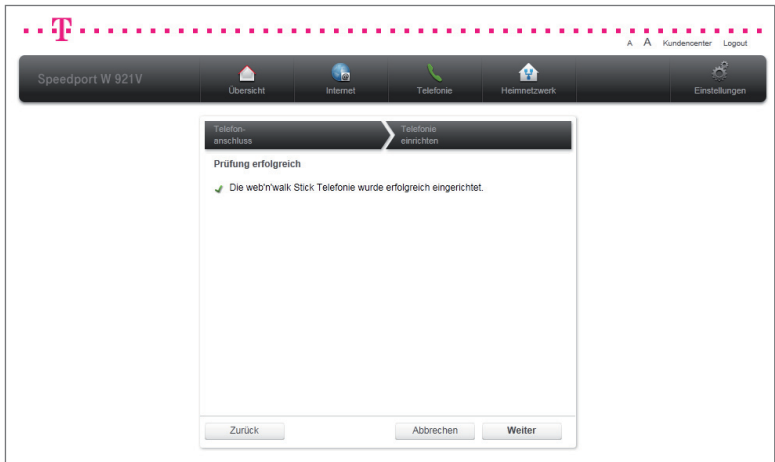 T
A A Kundencenter Logout
Speedport W 921V
Übersicht Internet Telefonie Heimnetzwerk Einstellungen
Telefon-
anschluss
Telefonie
einrichten
Prüfung erfolgreich
Die web'n'walk Stick Telefonie wurde erfolgreich eingerichtet.
Zurück Abbrechen Weiter